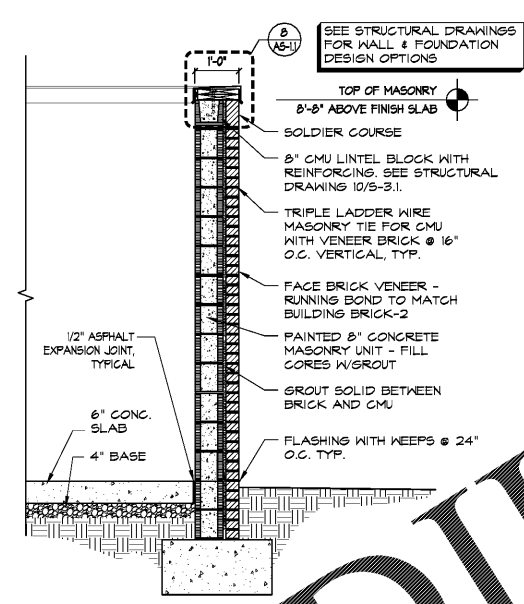 8
AS-1.1
SEE STRUCTURAL DRAWINGS
FOR WALL & FOUNDATION
DESIGN OPTIONS
1'-0"
TOP OF MASONRY
8'-8" ABOVE FINISH SLAB
SOLDIER COURSE
8" CMU LINTEL BLOCK WITH
REINFORCING. SEE STRUCTURAL
DRAWING 10/S-3.1.
TRIPLE LADDER WIRE
MASONRY TIE FOR CMU
WITH VENEER BRICK @ 16"
O.C. VERTICAL, TYP.
FACE BRICK VENEER -
RUNNING BOND TO MATCH
BUILDING BRICK-2
1/2" ASPHALT
EXPANSION JOINT,
TYPICAL
PAINTED 8" CONCRETE
MASONRY UNIT - FILL
CORES W/GROUT
GROUT SOLID BETWEEN
BRICK AND CMU
6" CONC.
SLAB
4" BASE
FLASHING WITH WEEPS @ 24"
O.C. TYP.